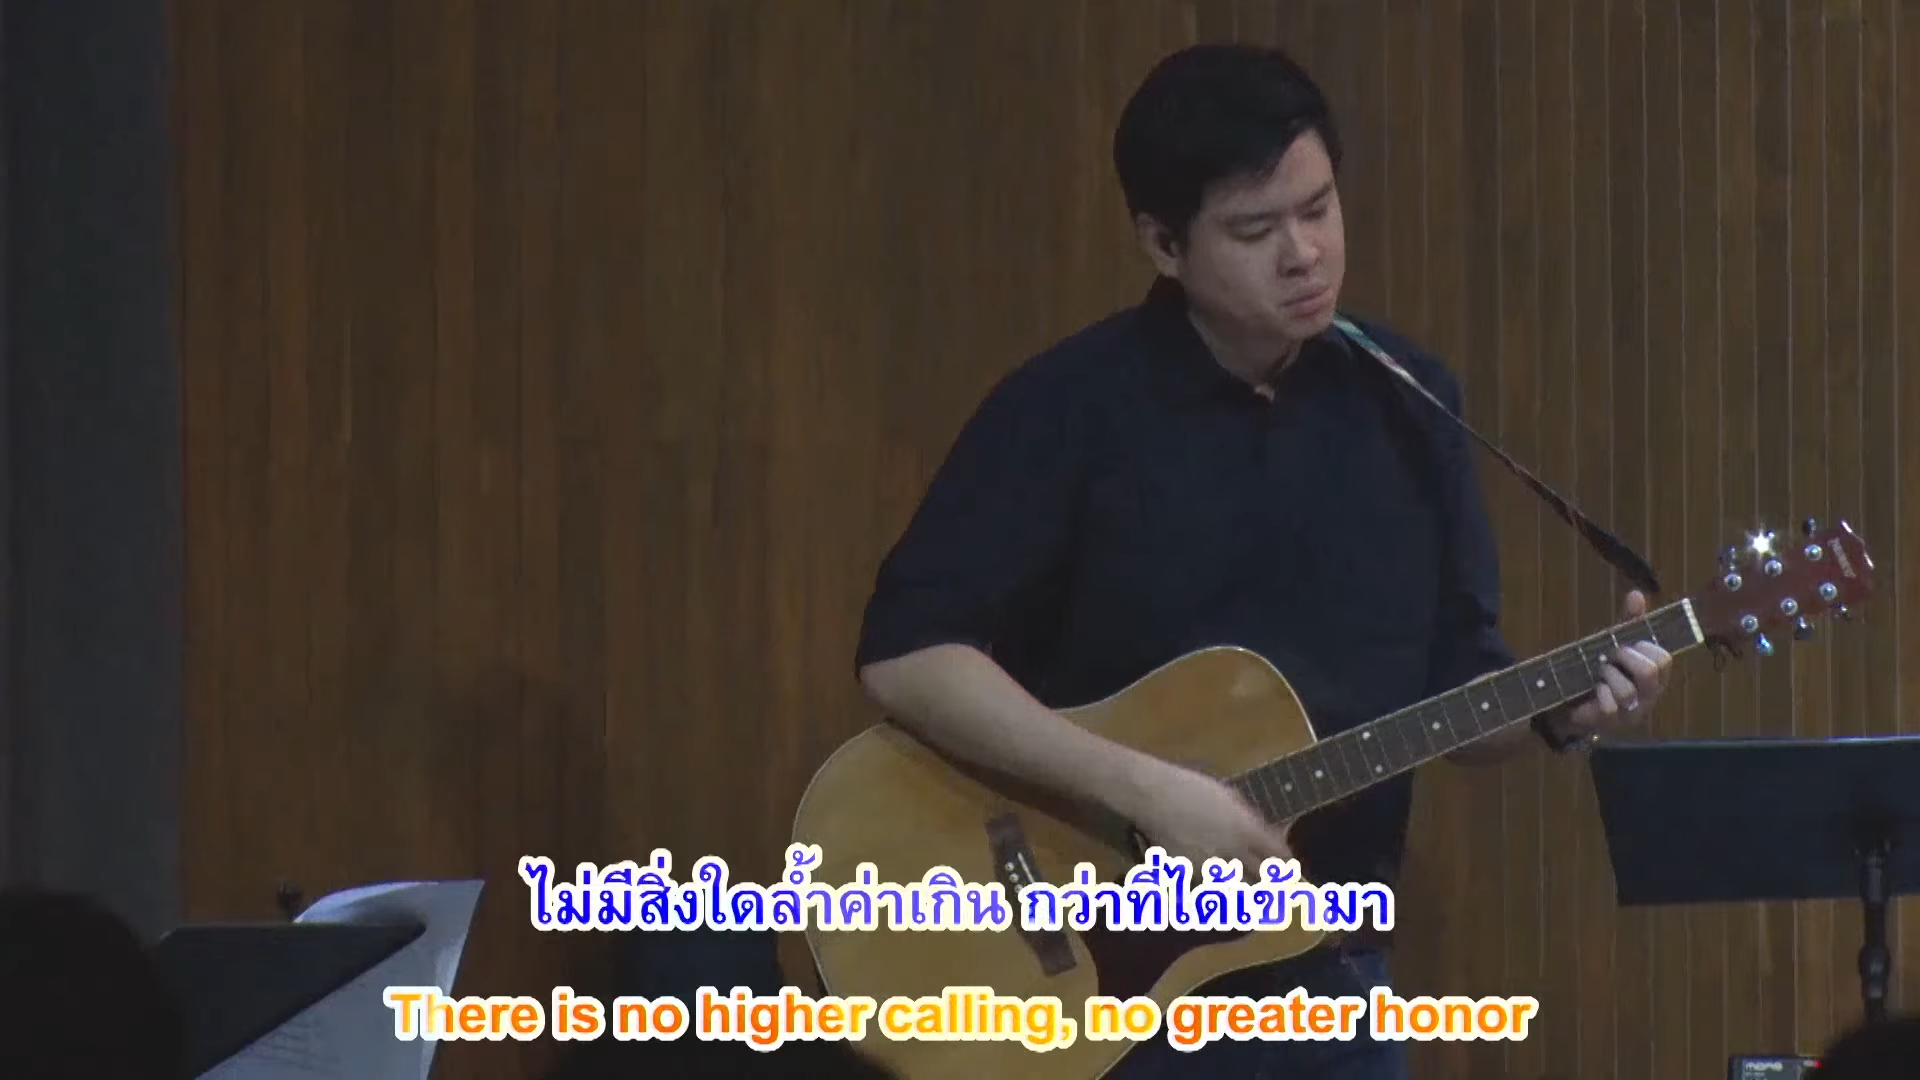 ไม่มีสิ่งใดล้ำค่าเกิน กว่าที่ได้เข้ามา
There is no higher calling, no greater honor